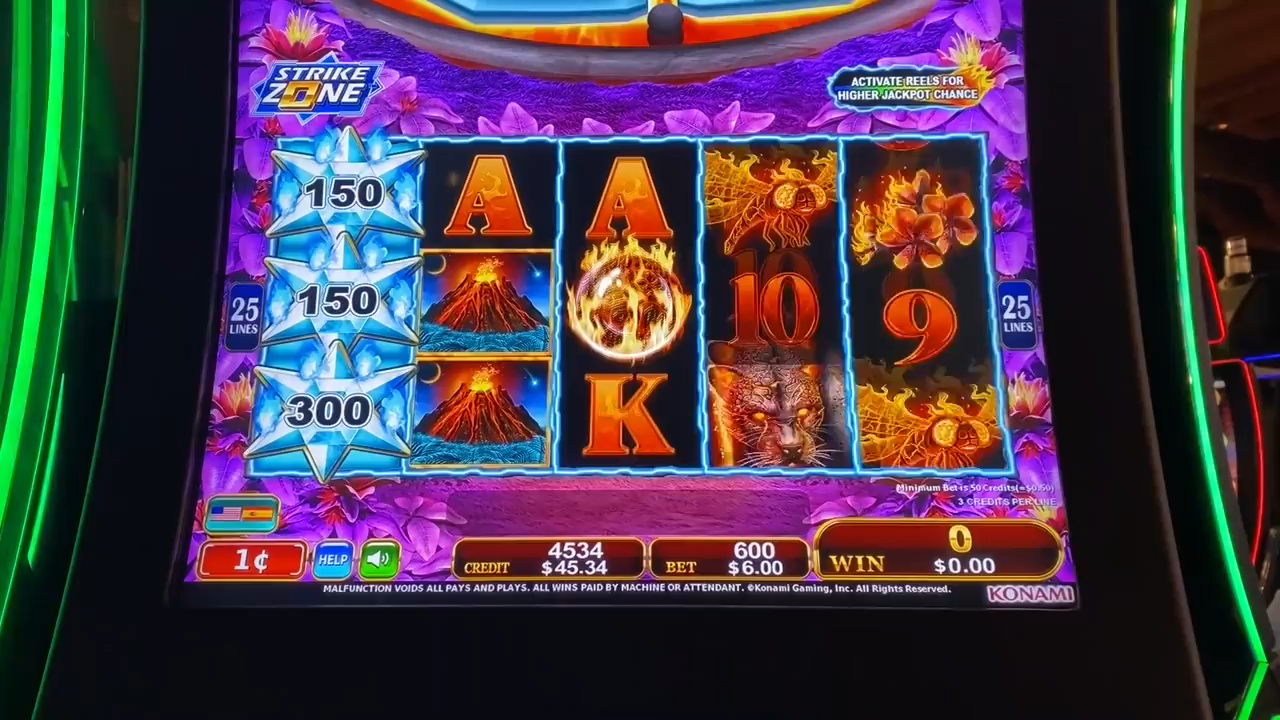 STRIKE
ZONE
ACTIVATE REELS FOR
HIGHER JACKPOT CHANCE
150
A
A
150
10
9
300
K
25
LINES
25
LINES
Minimum Bet is 50 Credits(=$0.50)
3 CREDITS PER LINE
1¢
HELP
CREDIT
4534
$45.34
BET
600
$6.00
WIN
0
$0.00
MALFUNCTION VOIDS ALL PAYS AND PLAYS. ALL WINS PAID BY MACHINE OR ATTENDANT. ©Konami Gaming, Inc. All Rights Reserved.
KONAMI